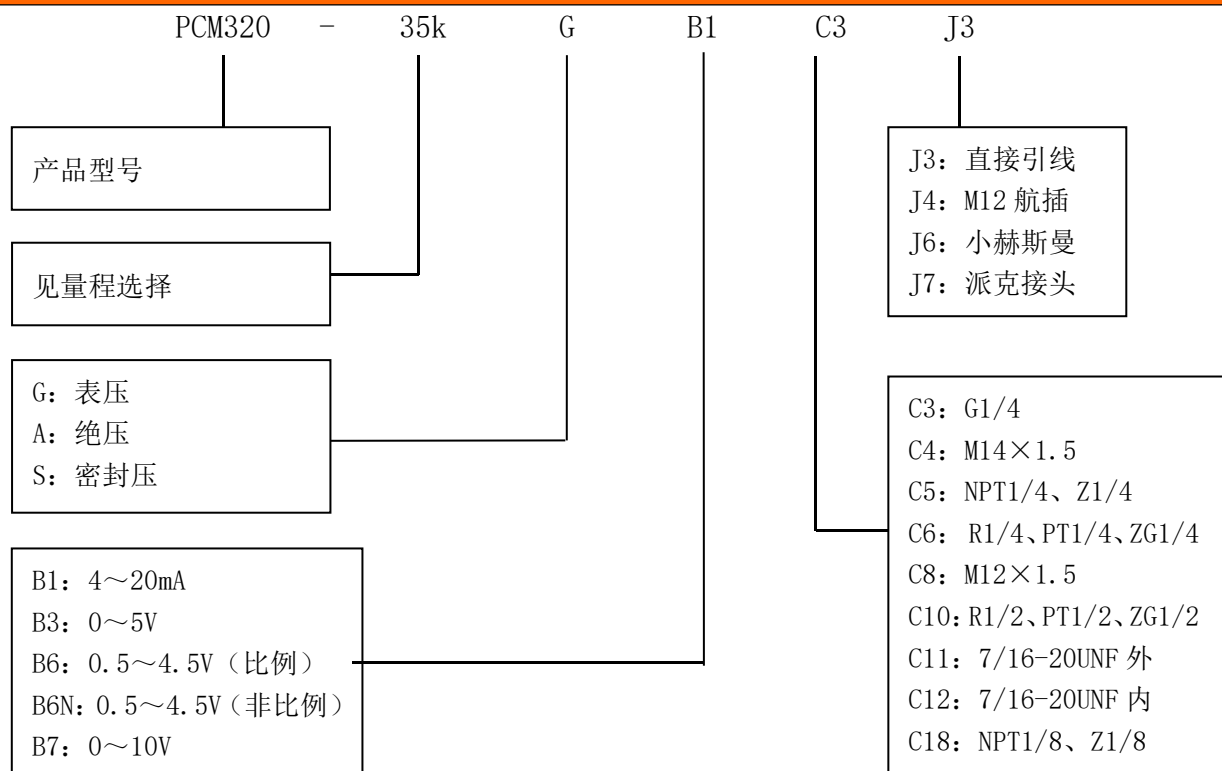 PCM320 - 35k G B1 C3 J3
产品型号
见量程选择
G：表压
A：绝压
S：密封压
B1：4～20mA
B3：0～5V
B6：0.5～4.5V（比例）
B6N：0.5～4.5V（非比例）
B7：0～10V
J3：直接引线
J4：M12 航插
J6：小赫斯曼
J7：派克接头
C3：G1/4
C4：M14×1.5
C5：NPT1/4、Z1/4
C6：R1/4、PT1/4、ZG1/4
C8：M12×1.5
C10：R1/2、PT1/2、ZG1/2
C11：7/16-20UNF 外
C12：7/16-20UNF 内
C18：NPT1/8、Z1/8